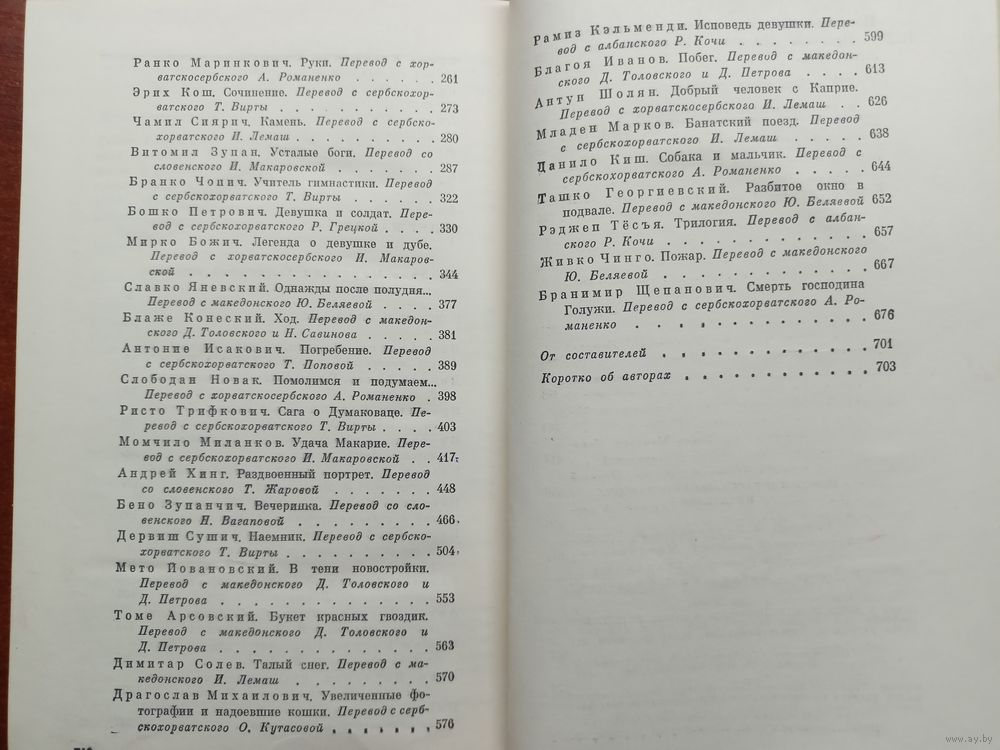 Ранко Маринкович. Руки. Перевод с хор-
ватскосербского А. Романенко . . . . . . 261
Эрих Кош. Сочинение. Перевод с сербскохор-
ватского Т. Вирты . . . . . . . . . . . 273
Чамил Сиярич. Камень. Перевод с сербско-
хорватского И. Лемаш . . . . . . . . . . 280
Витомил Зупан. Усталые боги. Перевод со
словенского И. Макаровской . . . . . . . 287
Бранко Чопич. Учитель гимнастики. Перевод
с сербскохорватского Т. Вирты . . . . . . 322
Бошко Петрович. Девушка и солдат. Пере-
вод с сербскохорватского Р. Грецкой . . . . 330
Мирко Божич. Легенда о девушке и дубе.
Перевод с хорватскосербского И. Макаров-
ской . . . . . . . . . . . . . . . . . 344
Славко Яневский. Однажды после полудня...
Перевод с македонского Ю. Беляевой . . . . 377
Блаже Конеский. Ход. Перевод с македон-
ского Д. Толовского и Н. Савинова . . . . . 381
Антоние Исакович. Погребение. Перевод
с сербскохорватского Т. Поповой . . . . . 389
Слободан Новак. Помолимся и подумаем...
Перевод с хорватскосербского А. Романенко . 398
Ристо Трифкович. Сага о Думаковаце. Пе-
ревод с сербскохорватского Т. Вирты . . . . 403
Момчило Миланков. Удача Макарие. Пере-
вод с сербскохорватского И. Макаровской . . 417
Андрей Хинг. Раздвоенный портрет. Перевод
со словенского Т. Жаровой . . . . . . . 448
Бено Зупанчич. Вечеринка. Перевод со сло-
венского Н. Вагаповой . . . . . . . . . 466
Дервиш Сушич. Наемник. Перевод с сербско-
хорватского Т. Вирты . . . . . . . . . . 504
Мето Йовановский. В тени новостройки.
Перевод с македонского Д. Толовского и
Д. Петрова . . . . . . . . . . . . . . 553
Томе Арсовский. Букет красных гвоздик.
Перевод с македонского Д. Толовского и
Д. Петрова . . . . . . . . . . . . . . 563
Димитар Солев. Талый снег. Перевод с ма-
кедонского И. Лемаш . . . . . . . . . 570
Драгослав Михаилович. Увеличенные фо-
тографии и надоевшие кошки. Перевод с серб-
скохорватского О. Кутасовой . . . . . . . 576
Рамиз Кэльменди. Исповедь девушки. Пере-
вод с албанского Р. Кочи . . . . . . . . 599
Благоя Иванов. Побег. Перевод с македон-
ского Д. Толовского и Д. Петрова . . . . 613
Антун Шолян. Добрый человек с Каприе.
Перевод с хорватскосербского И. Лемаш . . 626
Младен Марков. Банатский поезд. Перевод
с сербскохорватского И. Лемаш . . . . . 638
Данило Киш. Собака и мальчик. Перевод с
сербскохорватского А. Романенко . . . . . 644
Ташко Георгиевский. Разбитое окно в
подвале. Перевод с македонского Ю. Беляевой 652
Рэджеп Тёсъя. Трилогия. Перевод с албан-
ского Р. Кочи . . . . . . . . . . . . . 657
Живко Чинго. Пожар. Перевод с македонского
Ю. Беляевой . . . . . . . . . . . . . 667
Бранимир Щепанович. Смерть господина
Голужи. Перевод с сербскохорватского А. Ро-
маненко . . . . . . . . . . . . . . . 676
От составителей . . . . . . . . . . . . 701
Коротко об авторах . . . . . . . . . . . 703
www.ay.by